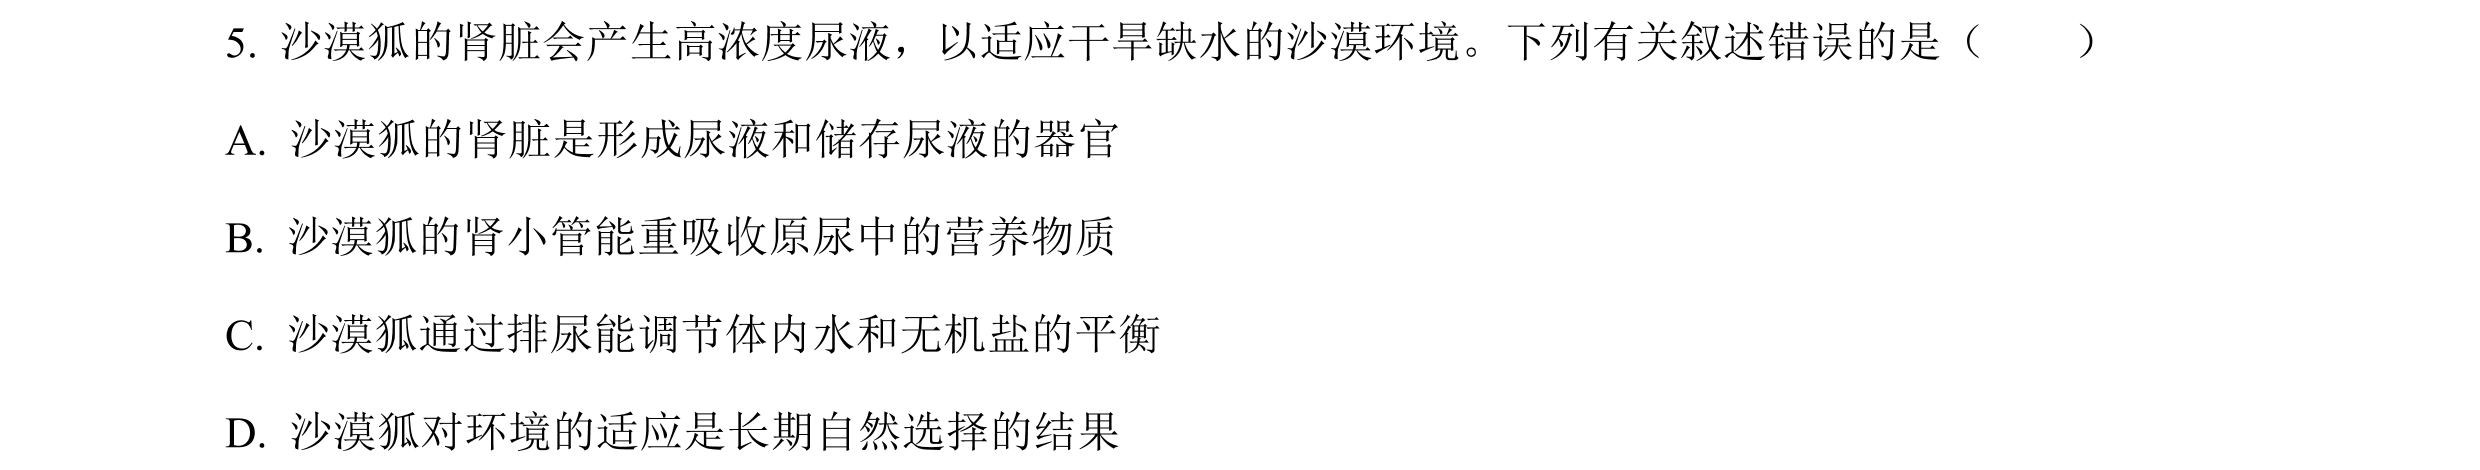 5. 沙漠狐的肾脏会产生高浓度尿液，以适应干旱缺水的沙漠环境。下列有关叙述错误的是（　　）
A. 沙漠狐的肾脏是形成尿液和储存尿液的器官
B. 沙漠狐的肾小管能重吸收原尿中的营养物质
C. 沙漠狐通过排尿能调节体内水和无机盐的平衡
D. 沙漠狐对环境的适应是长期自然选择的结果